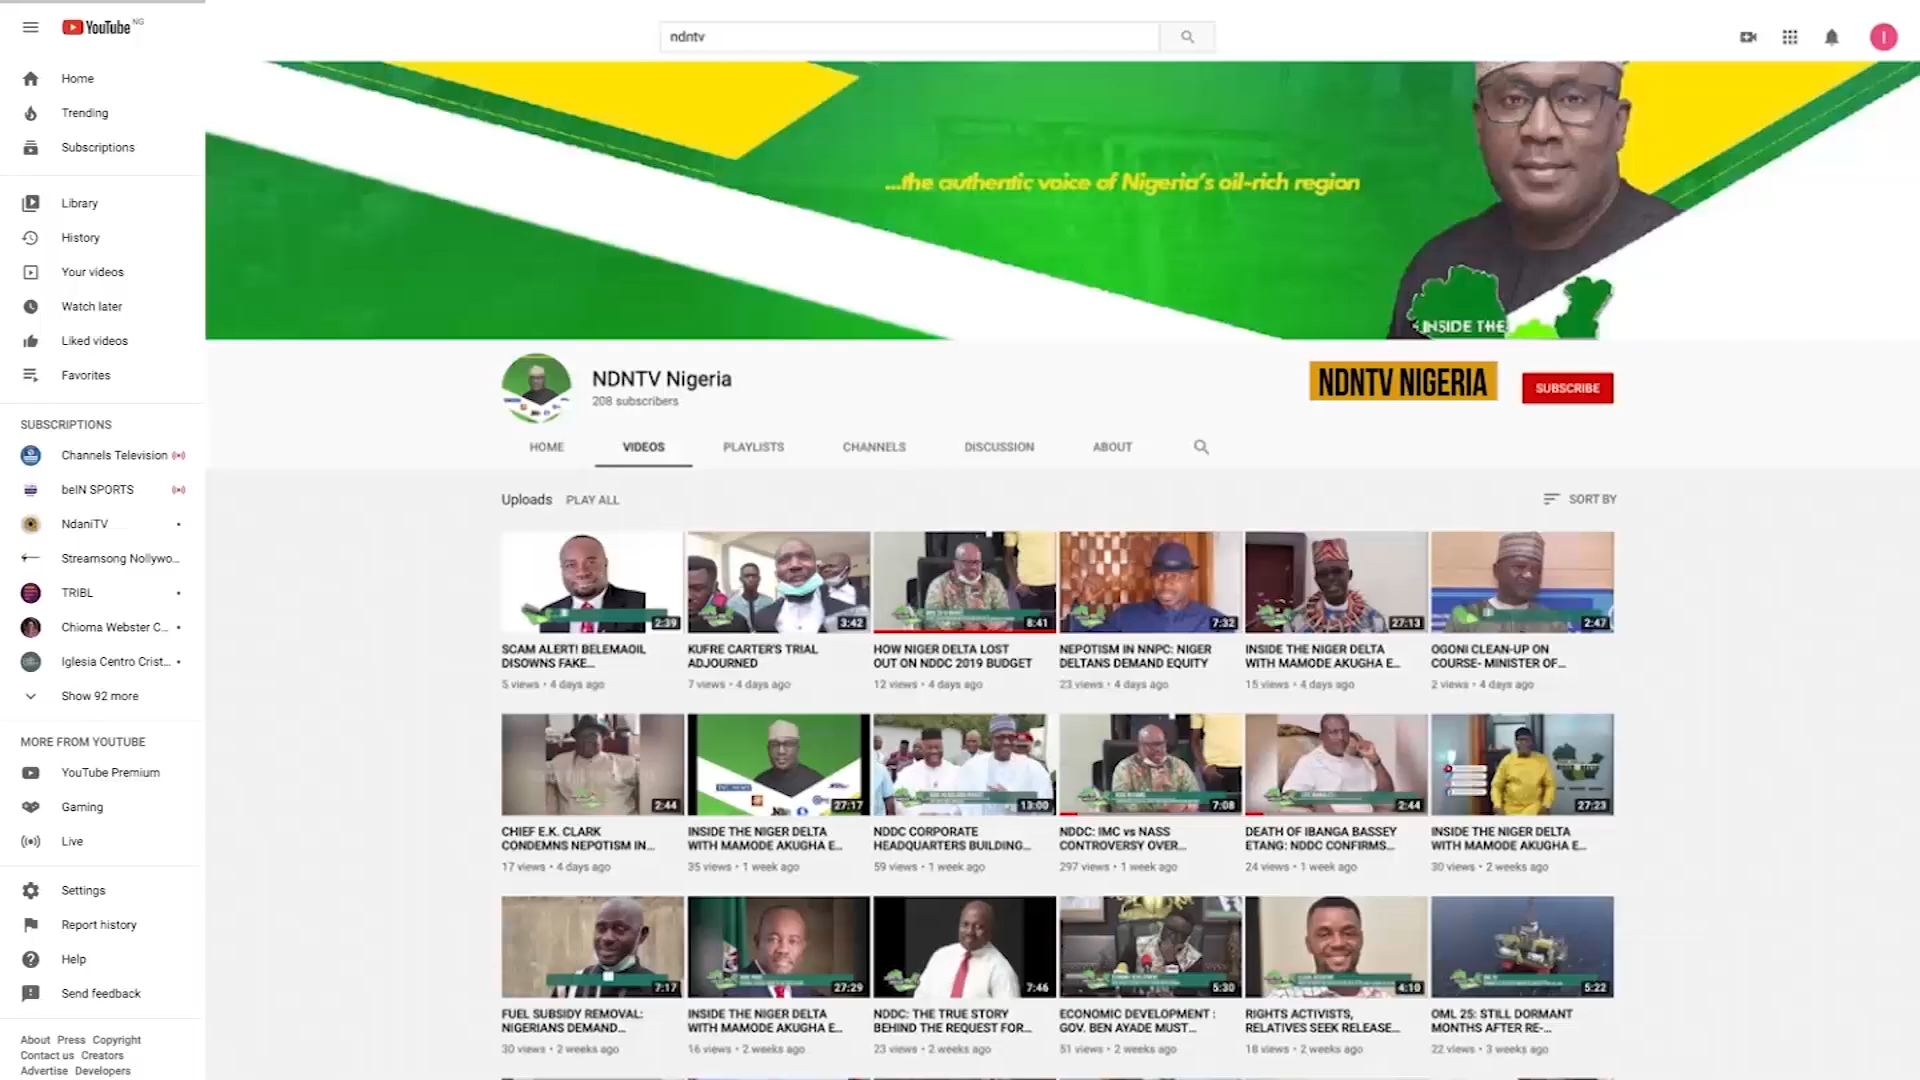 YouTube NG
ndntv
Home
Trending
Subscriptions
Library
History
Your videos
Watch later
Liked videos
Favorites
SUBSCRIPTIONS
Channels Television
beIN SPORTS
NdaniTV
Streamsong Nollywo...
TRIBL
Chioma Webster C...
Iglesia Centro Crist...
Show 92 more
MORE FROM YOUTUBE
YouTube Premium
Gaming
Live
Settings
Report history
Help
Send feedback
About Press Copyright
Contact us Creators
Advertise Developers
...the authentic voice of Nigeria's oil-rich region
INSIDE THE
NDNTV Nigeria
208 subscribers
NDNTV NIGERIA
SUBSCRIBE
HOME VIDEOS PLAYLISTS CHANNELS DISCUSSION ABOUT
Uploads PLAY ALL
SORT BY
2:39
SCAM ALERT! BELEMAOIL
DISOWNS FAKE...
5 views • 4 days ago
3:42
KUFRE CARTER'S TRIAL
ADJOURNED
7 views • 4 days ago
8:41
HOW NIGER DELTA LOST
OUT ON NDDC 2019 BUDGET
12 views • 4 days ago
7:32
NEPOTISM IN NNPC: NIGER
DELTANS DEMAND EQUITY
23 views • 4 days ago
27:13
INSIDE THE NIGER DELTA
WITH MAMODE AKUGHA E...
15 views • 4 days ago
2:47
OGONI CLEAN-UP ON
COURSE- MINISTER OF...
2 views • 4 days ago
2:44
CHIEF E.K. CLARK
CONDEMNS NEPOTISM IN...
17 views • 4 days ago
27:17
INSIDE THE NIGER DELTA
WITH MAMODE AKUGHA E...
35 views • 1 week ago
13:00
NDDC CORPORATE
HEADQUARTERS BUILDING...
59 views • 1 week ago
7:08
NDDC: IMC vs NASS
CONTROVERSY OVER...
297 views • 1 week ago
2:44
DEATH OF IBANGA BASSEY
ETANG: NDDC CONFIRMS...
24 views • 1 week ago
27:23
INSIDE THE NIGER DELTA
WITH MAMODE AKUGHA E...
30 views • 2 weeks ago
7:17
FUEL SUBSIDY REMOVAL:
NIGERIANS DEMAND...
30 views • 2 weeks ago
27:29
INSIDE THE NIGER DELTA
WITH MAMODE AKUGHA E...
16 views • 2 weeks ago
7:46
NDDC: THE TRUE STORY
BEHIND THE REQUEST FOR...
23 views • 2 weeks ago
5:30
ECONOMIC DEVELOPMENT :
GOV. BEN AYADE MUST...
51 views • 2 weeks ago
4:10
RIGHTS ACTIVISTS,
RELATIVES SEEK RELEASE...
18 views • 2 weeks ago
5:22
OML 25: STILL DORMANT
MONTHS AFTER RE-...
22 views • 3 weeks ago